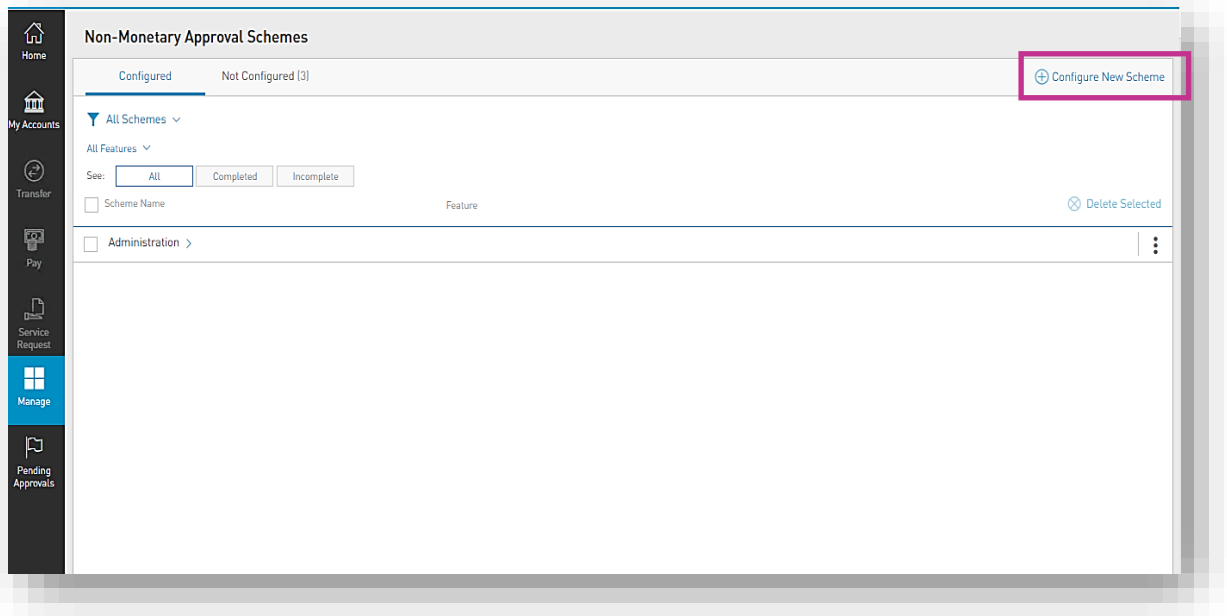 Home
My Accounts
Transfer
Pay
Service
Request
Manage
Pending
Approvals
Non-Monetary Approval Schemes
Configured
Not Configured (3)
Configure New Scheme
All Schemes
All Features
See:
All
Completed
Incomplete
Scheme Name
Feature
Delete Selected
Administration